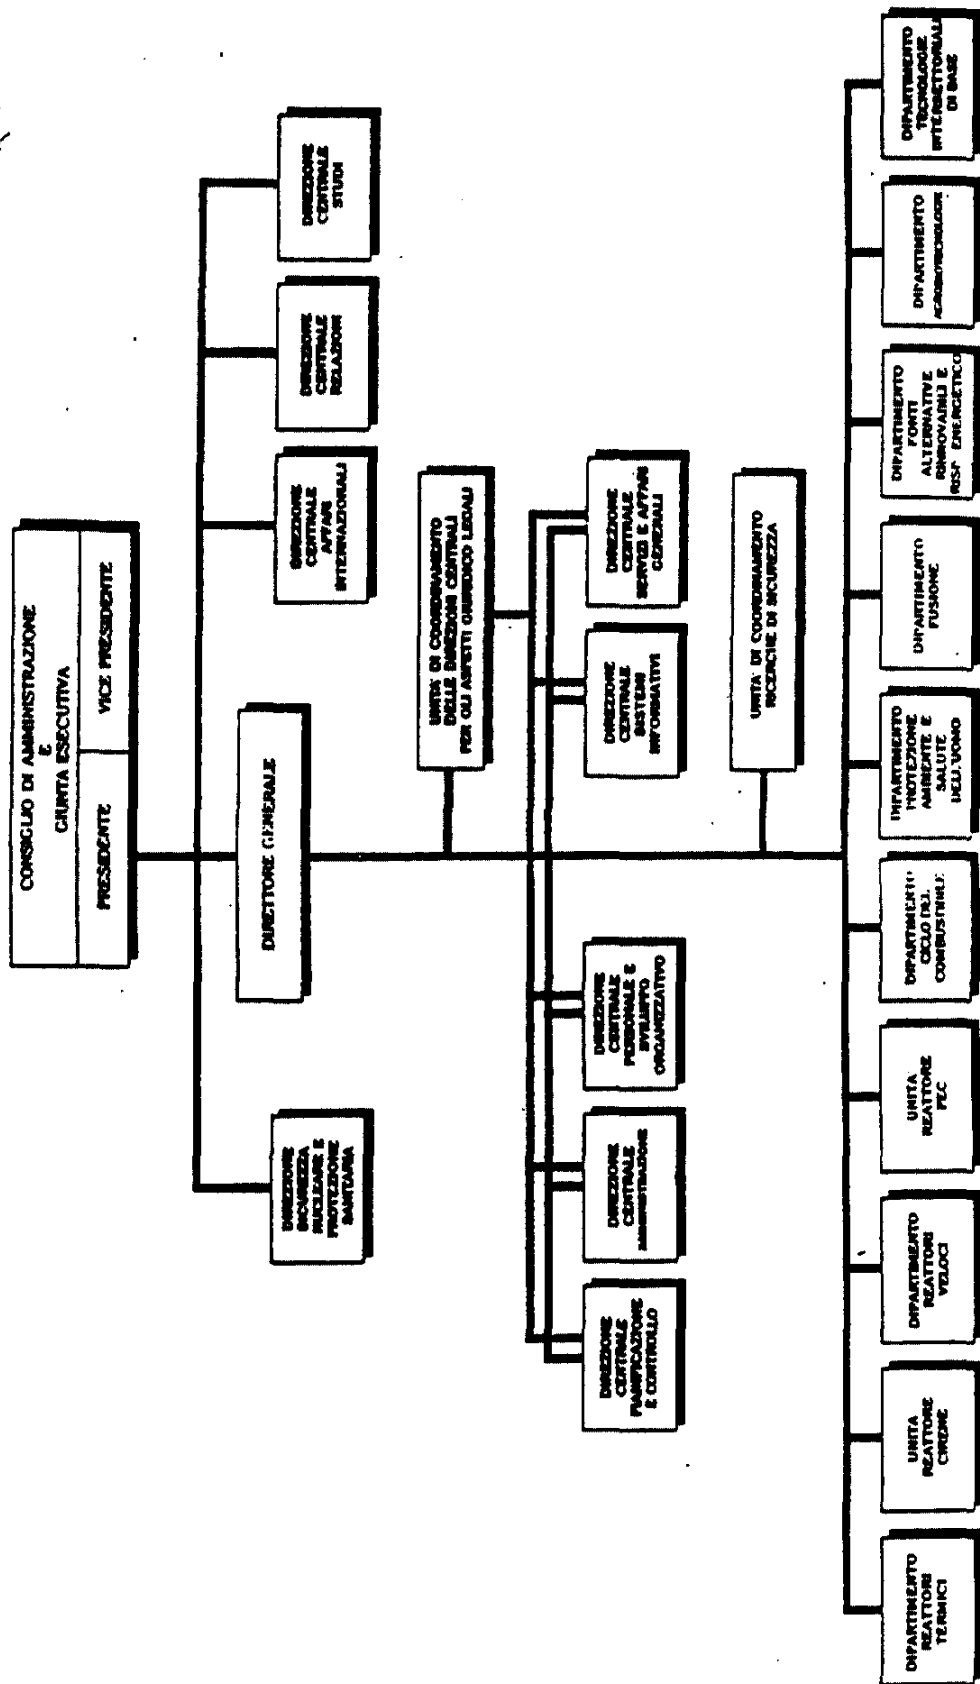 CONSIGLIO DI AMMINISTRAZIONE
E
GIUNTA ESECUTIVA
PRESIDENTE
VICE PRESIDENTE
DIRETTORE GENERALE
DIREZIONE
SICUREZZA
NUCLEARE E
PROTEZIONE
SANITARIA
DIREZIONE
CENTRALE
AFFARI
INTERNAZIONALI
DIREZIONE
CENTRALE
RELAZIONI
DIREZIONE
CENTRALE
STUDI
UNITA' DI COORDINAMENTO
DELLE DIREZIONI CENTRALI
PER GLI ASPETTI GIURIDICO LEGALI
DIREZIONE
CENTRALE
PIANIFICAZIONE
E CONTROLLO
DIREZIONE
CENTRALE
AMMINISTRAZIONE
DIREZIONE
CENTRALE
PERSONALE E
SVILUPPO
ORGANIZZATIVO
DIREZIONE
CENTRALE
SISTEMI
INFORMATIVI
DIREZIONE
CENTRALE
SERVIZI E AFFARI
GENERALI
UNITA' DI COORDINAMENTO
RICERCHE DI SICUREZZA
DIPARTIMENTO
REATTORI
TERMICI
UNITA'
REATTORE
CIRENE
DIPARTIMENTO
REATTORI
VELOCI
UNITA'
REATTORE
PEC
DIPARTIMENTO
CICLO DEL
COMBUSTIBILE
DIPARTIMENTO
PROTEZIONE
AMBIENTE E
SALUTE
DELL'UOMO
DIPARTIMENTO
FUSIONE
DIPARTIMENTO
FONTI
ALTERNATIVE
RINNOVABILI E
RISP. ENERGETICO
DIPARTIMENTO
AGROBIOTECNOLOGIE
DIPARTIMENTO
TECNOLOGIE
INTERSETTORIALI
DI BASE